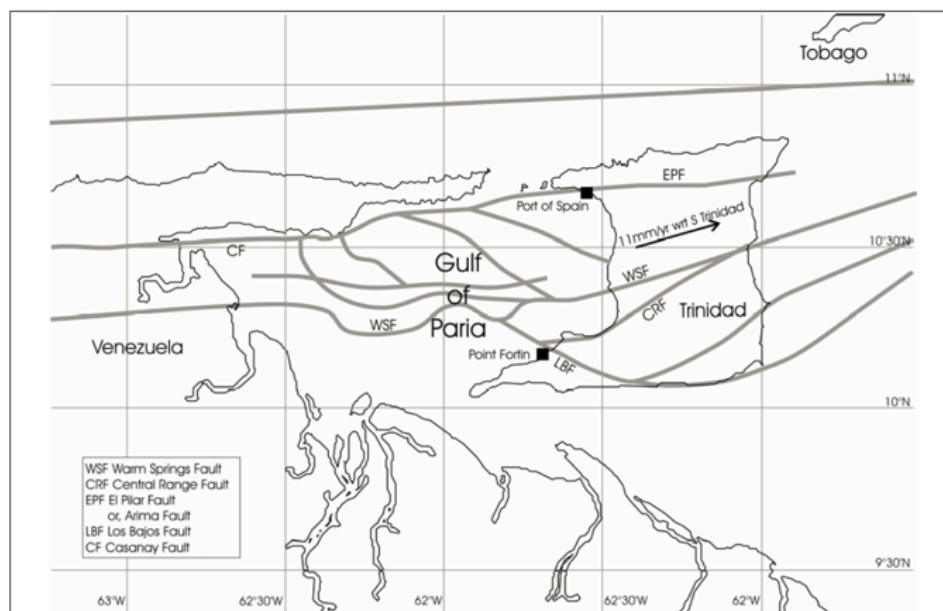 Tobago
11°N
EPF
Port of Spain
11mm/yr wrt S Trinidad
CF
10°30'N
Gulf
of
Paria
WSF
CRF
Trinidad
WSF
Venezuela
Point Fortin
LBF
10°N
WSF Warm Springs Fault
CRF Central Range Fault
EPF El Pilar Fault
or, Arima Fault
LBF Los Bajos Fault
CF Casanay Fault
9°30'N
63°W
62°30'W
62°W
62°30'W
62°W